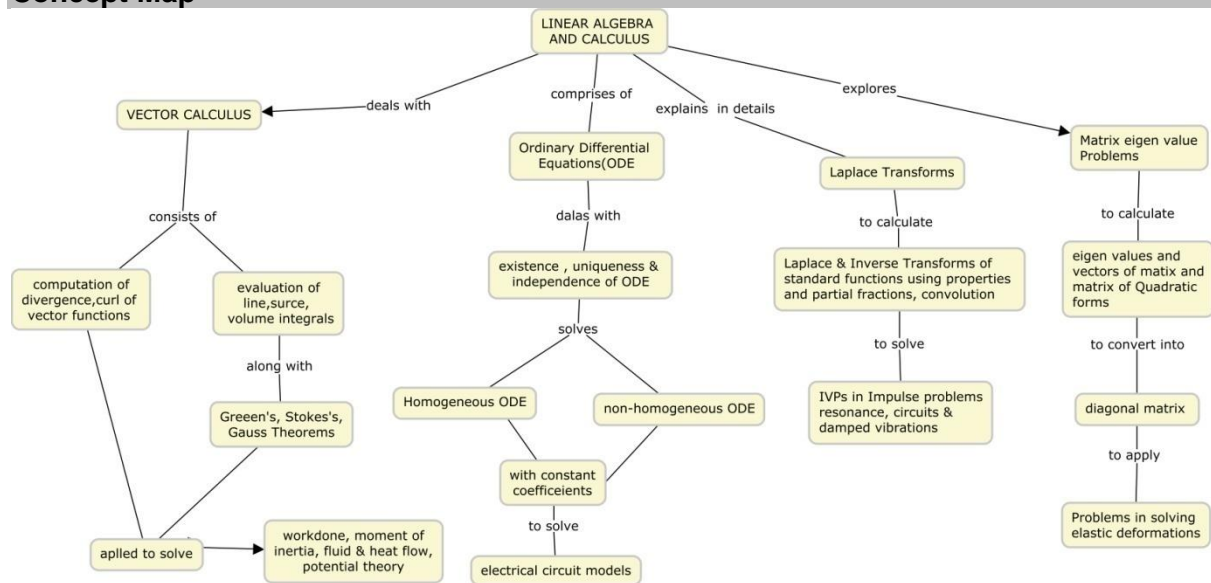 Concept Map
LINEAR ALGEBRA
AND CALCULUS
deals with
comprises of
explains in details
explores
VECTOR CALCULUS
Ordinary Differential
Equations(ODE
Laplace Transforms
Matrix eigen value
Problems
consists of
dalas with
to calculate
to calculate
computation of
divergence,curl of
vector functions
evaluation of
line,surce,
volume integrals
existence , uniqueness &
independence of ODE
Laplace & Inverse Transforms of
standard functions using properties
and partial fractions, convolution
eigen values and
vectors of matix and
matrix of Quadratic
forms
along with
solves
to solve
to convert into
Greeen's, Stokes's,
Gauss Theorems
Homogeneous ODE
non-homogeneous ODE
IVPs in Impulse problems
resonance, circuits &
damped vibrations
diagonal matrix
with constant
coefficeients
to apply
aplled to solve
workdone, moment of
inertia, fluid & heat flow,
potential theory
to solve
electrical circuit models
Problems in solving
elastic deformations